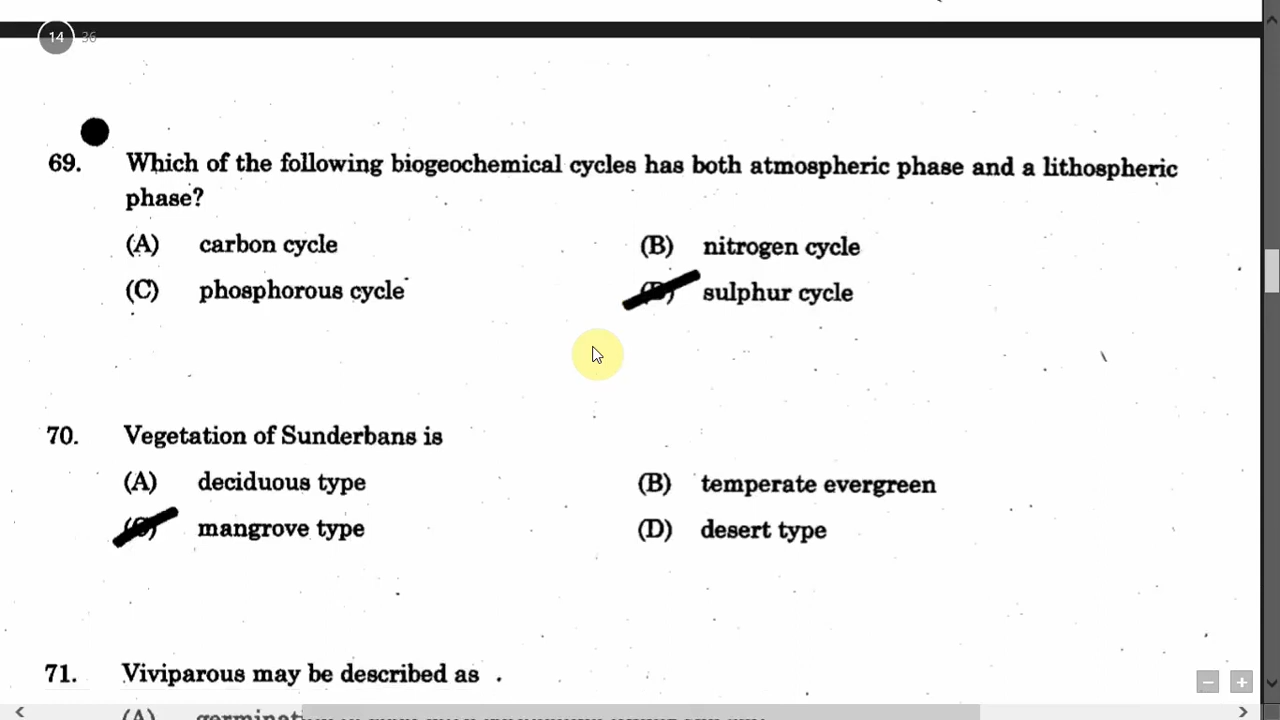 14 36
69. Which of the following biogeochemical cycles has both atmospheric phase and a lithospheric
phase?
(A) carbon cycle (B) nitrogen cycle
(C) phosphorous cycle sulphur cycle
70. Vegetation of Sunderbans is
(A) deciduous type (B) temperate evergreen
mangrove type (D) desert type
71. Viviparous may be described as .
(A)